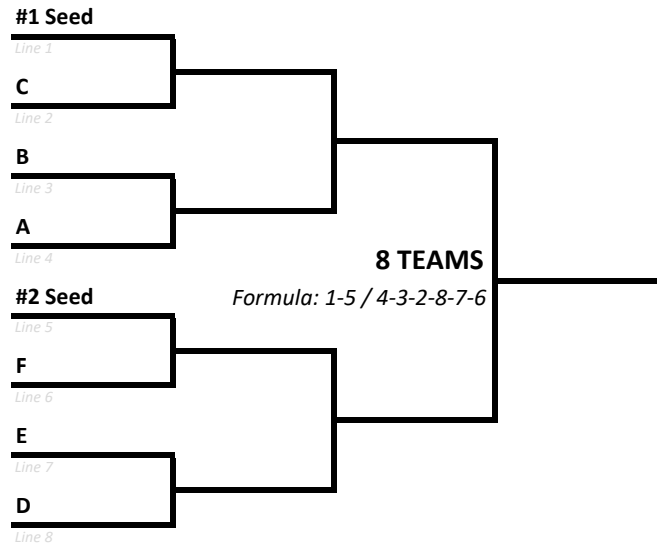 #1 Seed
Line 1
C
Line 2
B
Line 3
A
Line 4
8 TEAMS
#2 Seed
Formula: 1-5 / 4-3-2-8-7-6
Line 5
F
Line 6
E
Line 7
D
Line 8